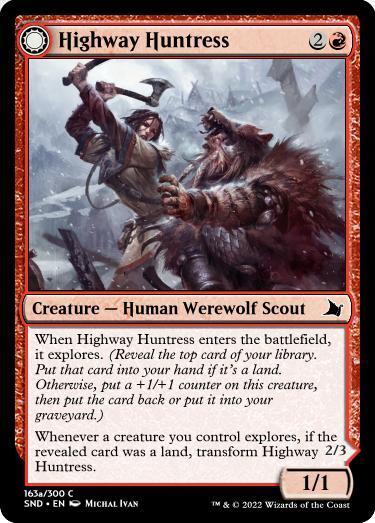 Highway Huntress 2
Creature — Human Werewolf Scout
When Highway Huntress enters the battlefield,
it explores. (Reveal the top card of your library.
Put that card into your hand if it's a land.
Otherwise, put a +1/+1 counter on this creature,
then put the card back or put it into your
graveyard.)
Whenever a creature you control explores, if the
revealed card was a land, transform Highway
Huntress.
2/3
1/1
163a/300 C
SND • EN Michal Ivan
™ & © 2022 Wizards of the Coast